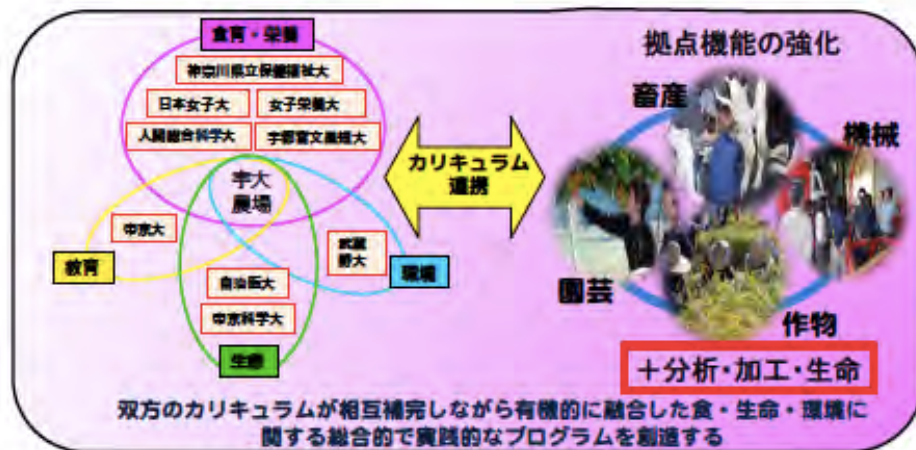 食育・栄養
神奈川県立保健福祉大
日本女子大
女子栄養大
人間総合科学大
宇都宮文星短大
宇大
農場
帝京大
教育
武蔵
野大
環境
自治医大
帝京科学大
生態
カリキュラム
連携
拠点機能の強化
畜産
機械
園芸
作物
＋分析・加工・生命
双方のカリキュラムが相互補完しながら有機的に融合した食・生命・環境に
関する総合的で実践的なプログラムを創造する